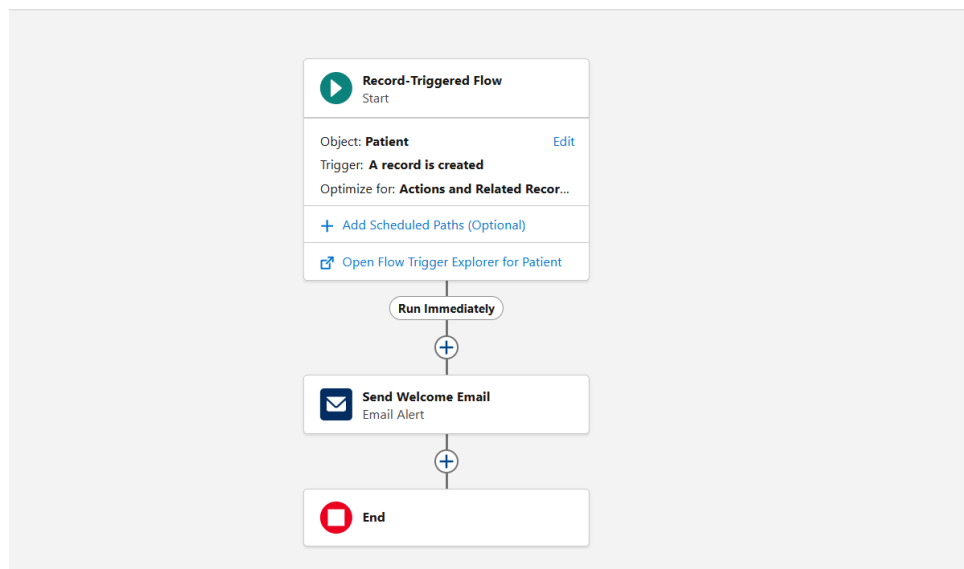 Record-Triggered Flow
Start
Object: Patient Edit
Trigger: A record is created
Optimize for: Actions and Related Recor...
Add Scheduled Paths (Optional)
Open Flow Trigger Explorer for Patient
Run Immediately
Send Welcome Email
Email Alert
End